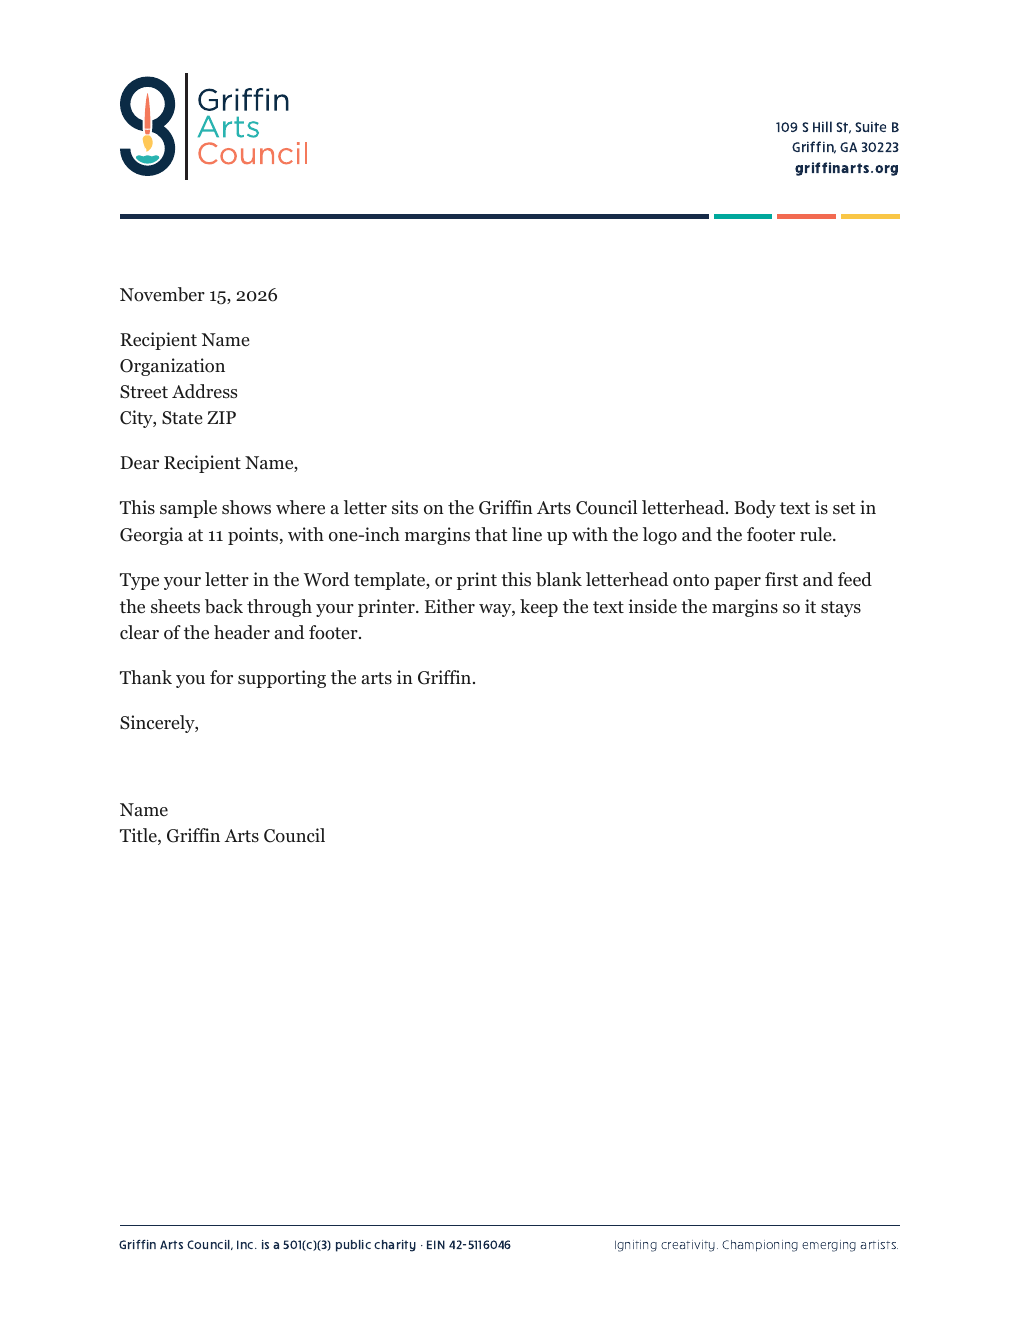 Griffin
Arts
Council
109 S Hill St, Suite B
Griffin, GA 30223
griffinarts.org
November 15, 2026
Recipient Name
Organization
Street Address
City, State ZIP
Dear Recipient Name,
This sample shows where a letter sits on the Griffin Arts Council letterhead. Body text is set in
Georgia at 11 points, with one-inch margins that line up with the logo and the footer rule.
Type your letter in the Word template, or print this blank letterhead onto paper first and feed
the sheets back through your printer. Either way, keep the text inside the margins so it stays
clear of the header and footer.
Thank you for supporting the arts in Griffin.
Sincerely,
Name
Title, Griffin Arts Council
Griffin Arts Council, Inc. is a 501(c)(3) public charity · EIN 42-5116046
Igniting creativity. Championing emerging artists.